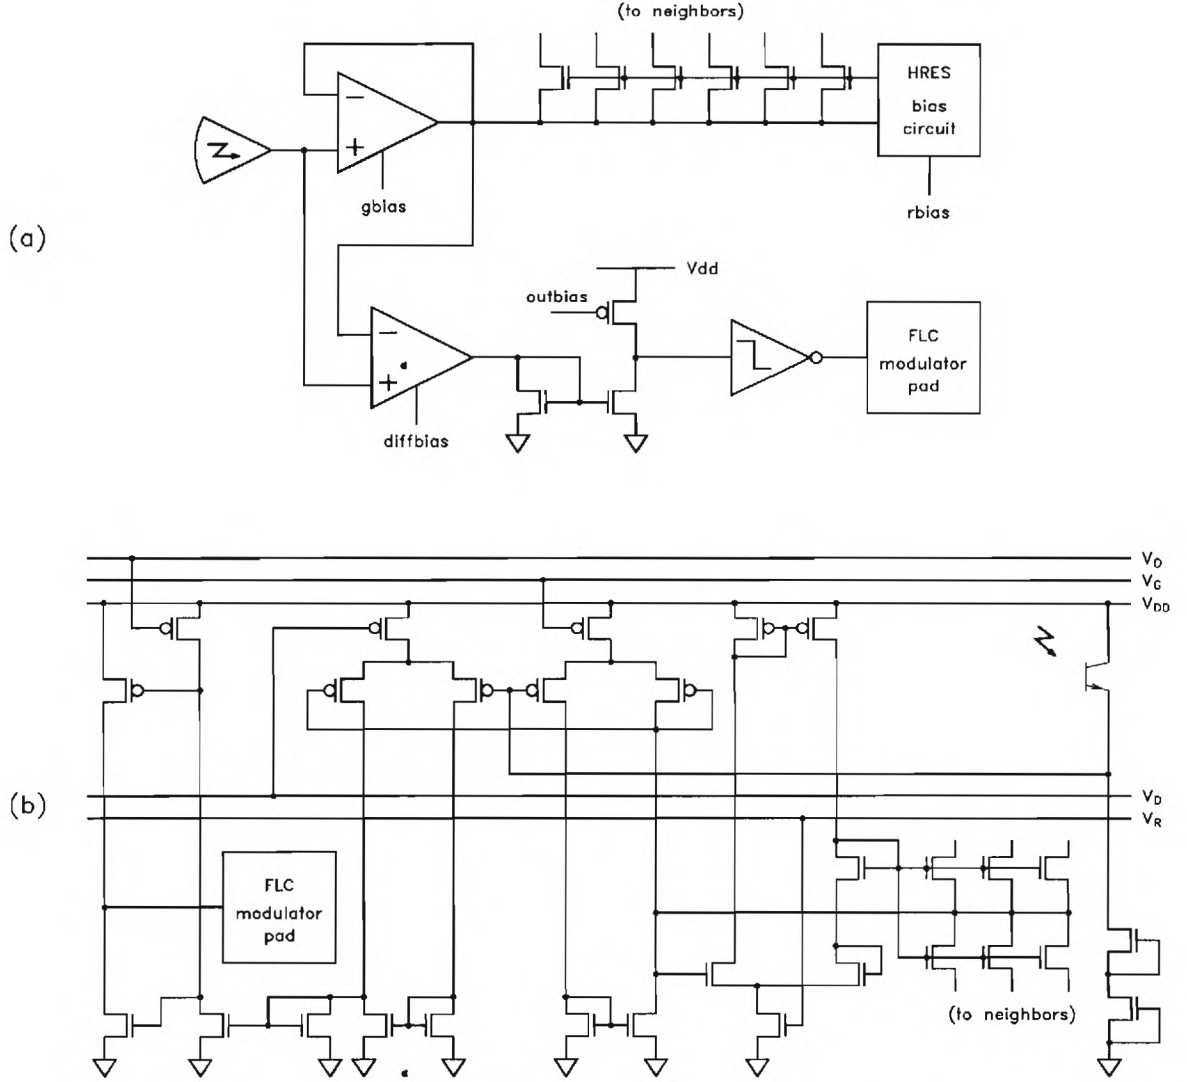 (to neighbors)
HRES
bias
circuit
−
+
gbias
rbias
(a)
Vdd
outbias
−
+
FLC
modulator
pad
diffbias
V_O
V_G
V_DD
(b)
V_D
V_R
FLC
modulator
pad
(to neighbors)